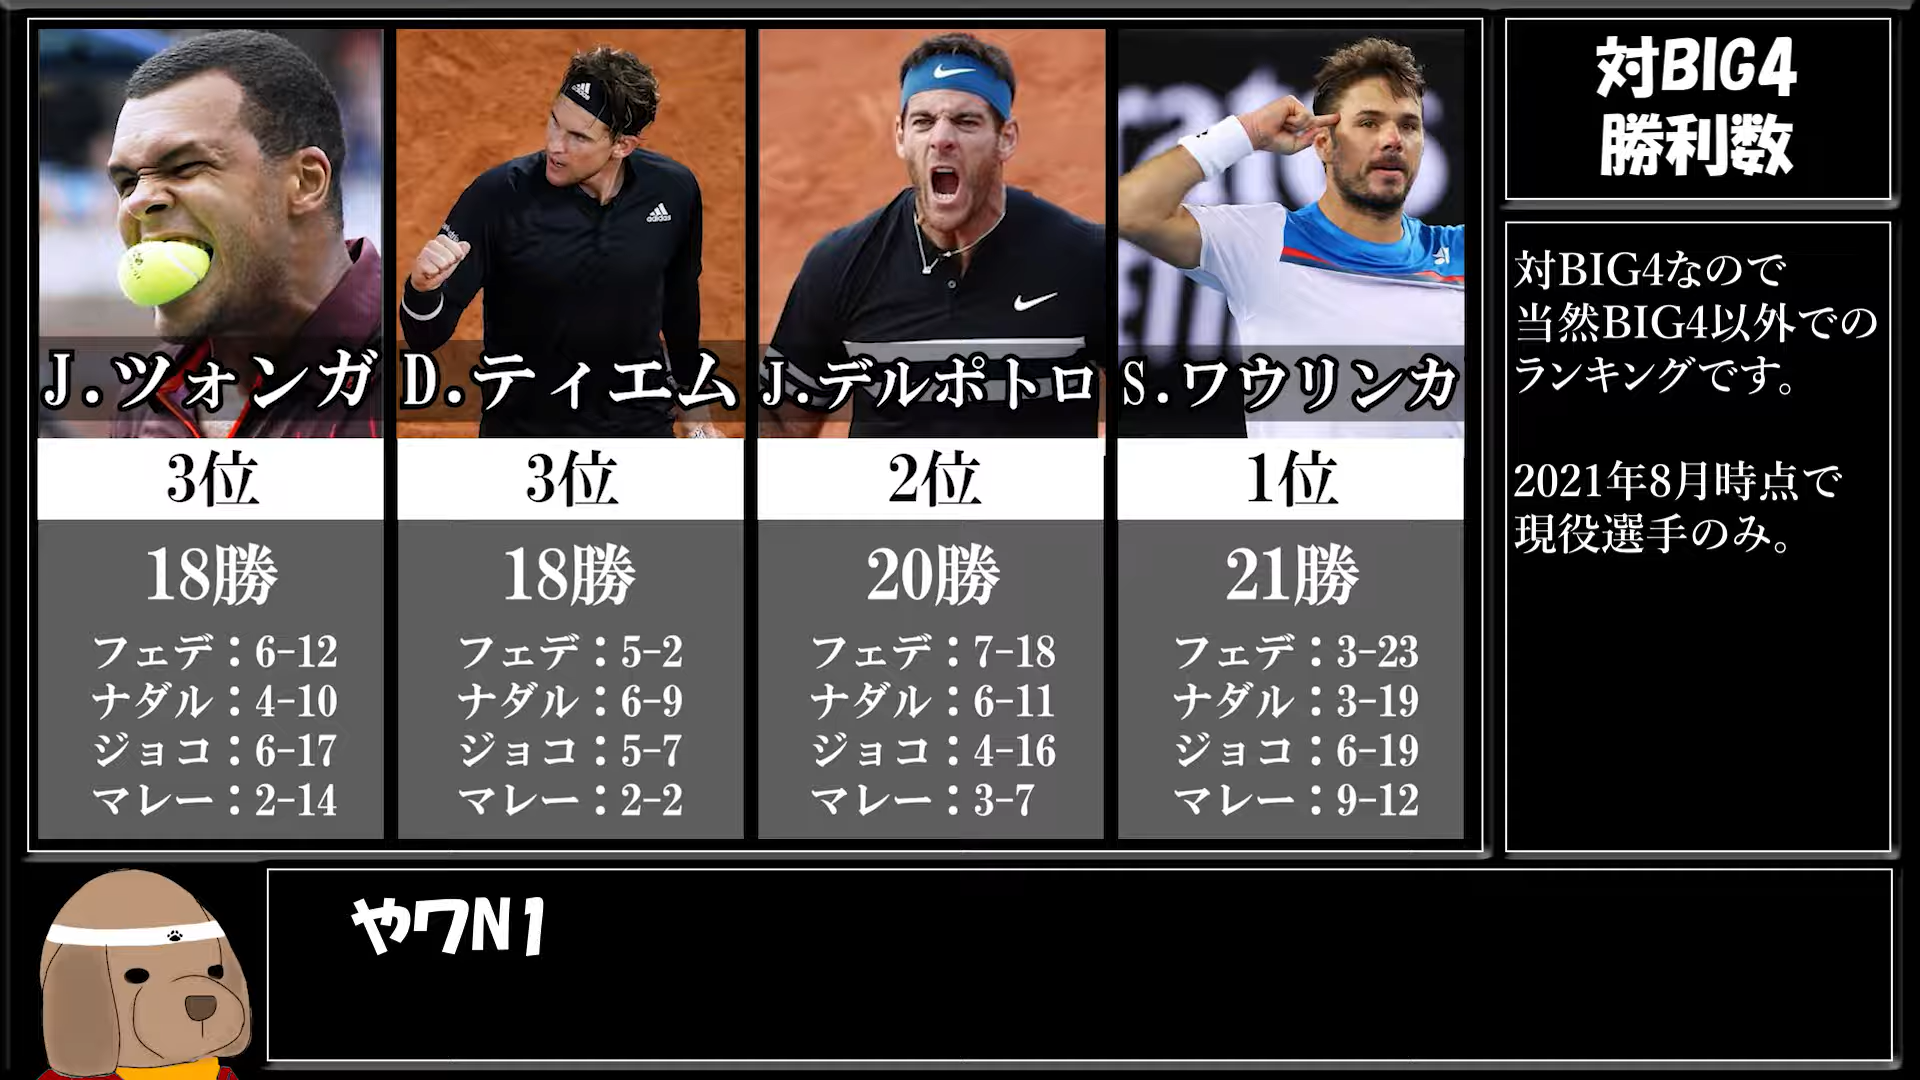 対BIG4
勝利数
J.ツォンガ
3位
18勝
フェデ：6-12
ナダル：4-10
ジョコ：6-17
マレー：2-14
D.ティエム
3位
18勝
フェデ：5-2
ナダル：6-9
ジョコ：5-7
マレー：2-2
J.デルポトロ
2位
20勝
フェデ：7-18
ナダル：6-11
ジョコ：4-16
マレー：3-7
S.ワウリンカ
1位
21勝
フェデ：3-23
ナダル：3-19
ジョコ：6-19
マレー：9-12
対BIG4なので
当然BIG4以外での
ランキングです。
2021年8月時点で
現役選手のみ。
やワN1
adidas
adidas